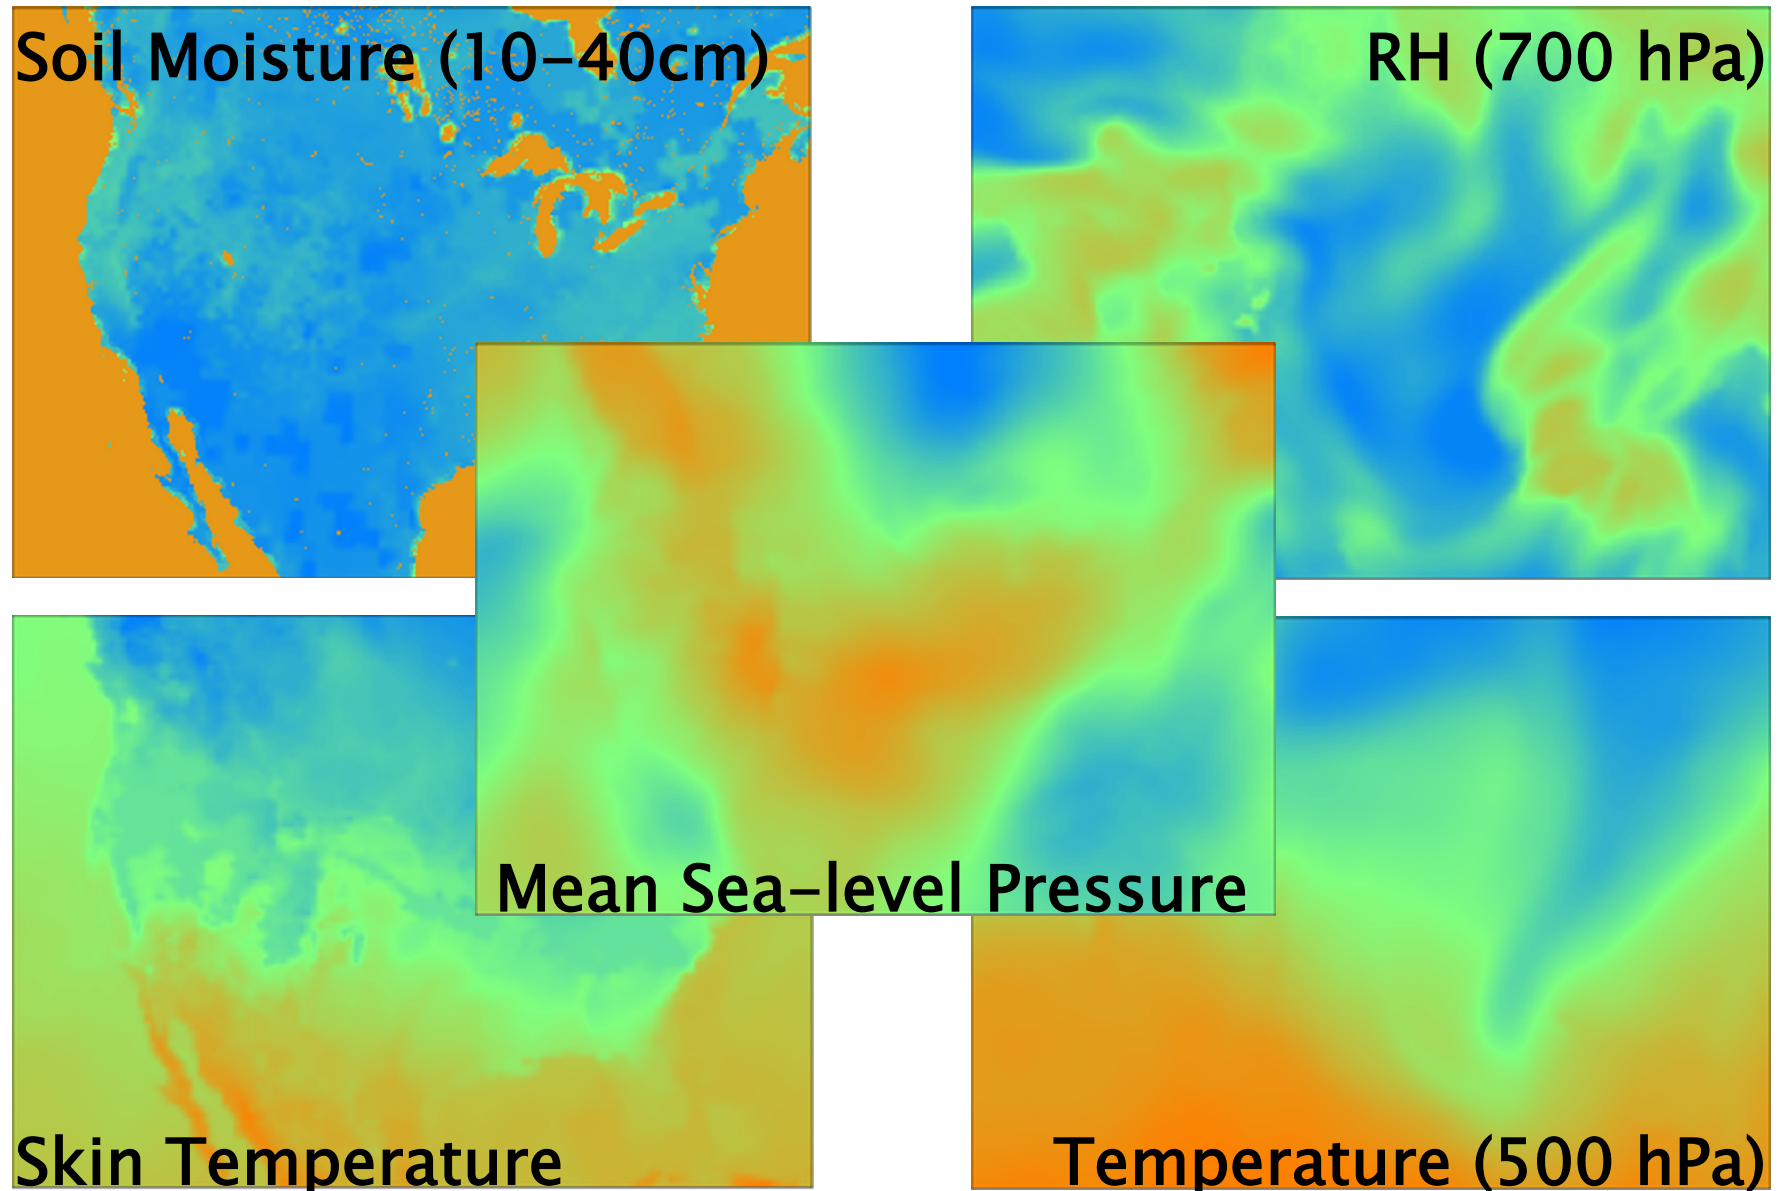 Soil Moisture (10-40cm)
RH (700 hPa)
Mean Sea-level Pressure
Skin Temperature
Temperature (500 hPa)